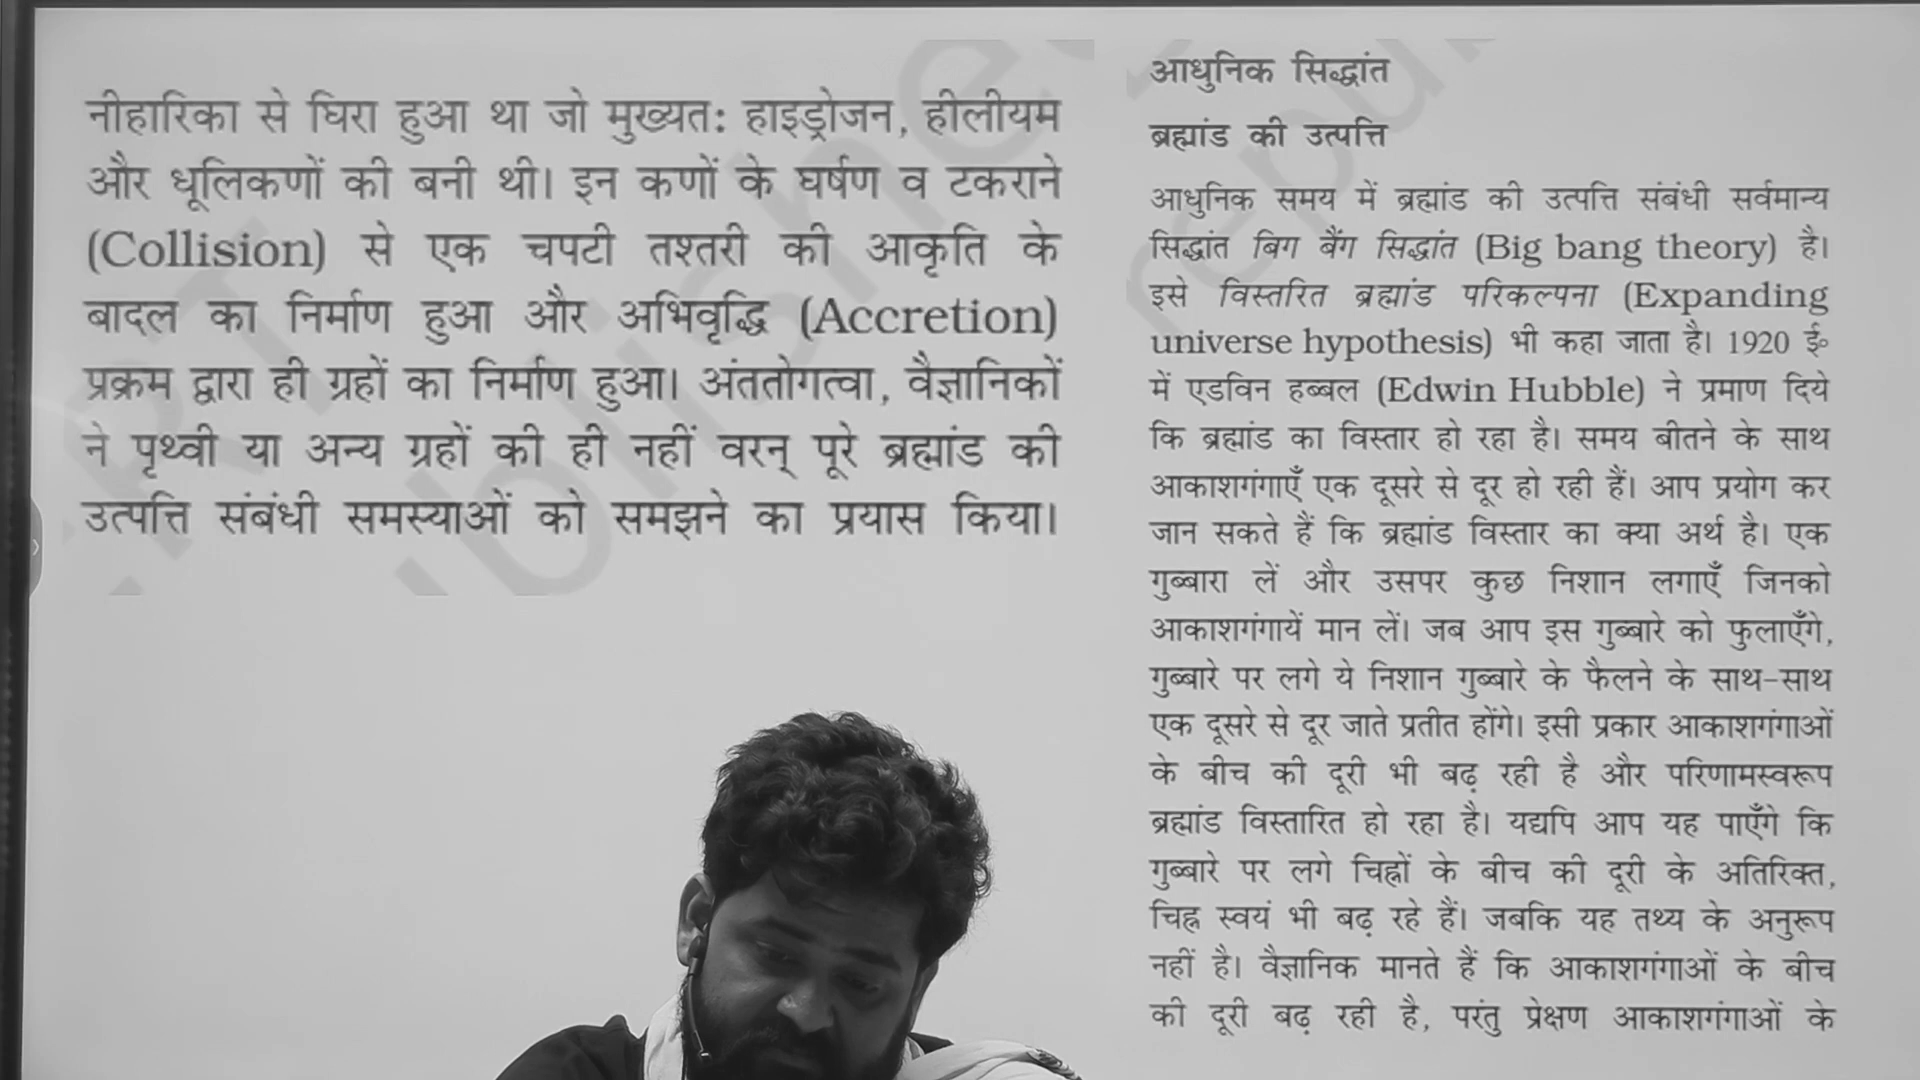 नीहारिका से घिरा हुआ था जो मुख्यतः हाइड्रोजन, हीलीयम
और धूलिकणों की बनी थी। इन कणों के घर्षण व टकराने
(Collision) से एक चपटी तश्तरी की आकृति के
बादल का निर्माण हुआ और अभिवृद्धि (Accretion)
प्रक्रम द्वारा ही ग्रहों का निर्माण हुआ। अंततोगत्वा, वैज्ञानिकों
ने पृथ्वी या अन्य ग्रहों की ही नहीं वरन् पूरे ब्रह्मांड की
उत्पत्ति संबंधी समस्याओं को समझने का प्रयास किया।
आधुनिक सिद्धांत
ब्रह्मांड की उत्पत्ति
आधुनिक समय में ब्रह्मांड की उत्पत्ति संबंधी सर्वमान्य
सिद्धांत बिग बैंग सिद्धांत (Big bang theory) है।
इसे विस्तरित ब्रह्मांड परिकल्पना (Expanding
universe hypothesis) भी कहा जाता है। 1920 ई॰
में एडविन हब्बल (Edwin Hubble) ने प्रमाण दिये
कि ब्रह्मांड का विस्तार हो रहा है। समय बीतने के साथ
आकाशगंगाएँ एक दूसरे से दूर हो रही हैं। आप प्रयोग कर
जान सकते हैं कि ब्रह्मांड विस्तार का क्या अर्थ है। एक
गुब्बारा लें और उसपर कुछ निशान लगाएँ जिनको
आकाशगंगायें मान लें। जब आप इस गुब्बारे को फुलाएँगे,
गुब्बारे पर लगे ये निशान गुब्बारे के फैलने के साथ-साथ
एक दूसरे से दूर जाते प्रतीत होंगे। इसी प्रकार आकाशगंगाओं
के बीच की दूरी भी बढ़ रही है और परिणामस्वरूप
ब्रह्मांड विस्तारित हो रहा है। यद्यपि आप यह पाएँगे कि
गुब्बारे पर लगे चिह्नों के बीच की दूरी के अतिरिक्त,
चिह्न स्वयं भी बढ़ रहे हैं। जबकि यह तथ्य के अनुरूप
नहीं है। वैज्ञानिक मानते हैं कि आकाशगंगाओं के बीच
की दूरी बढ़ रही है, परंतु प्रेक्षण आकाशगंगाओं के